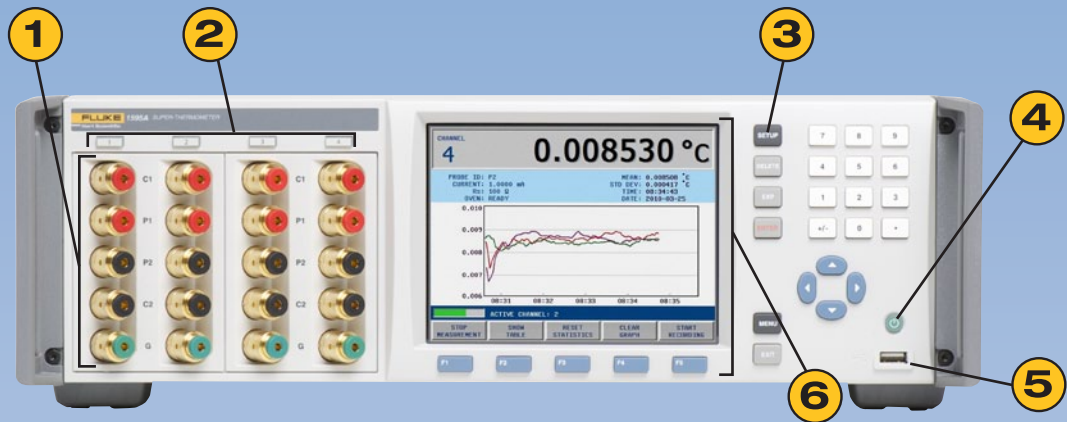 1
2
3
4
5
6
FLUKE 1595A SUPER-THERMOMETER
1 2 3 4
C1 C1
P1 P1
P2 P2
C2 C2
G G
CHANNEL
4
0.008530 °C
PROBE ID: P2
CURRENT: 1.0000 mA
Rs: 100 Ω
OVEN: READY
MEAN: 0.008508 °C
STD DEV: 0.000417 °C
TIME: 08:34:43
DATE: 2010-03-25
0.010
0.009
0.008
0.007
0.006
08:31 08:32 08:33 08:34 08:35
ACTIVE CHANNEL: 2
STOP MEASUREMENT
SHOW TABLE
RESET STATISTICS
CLEAR GRAPH
START RECORDING
F1 F2 F3 F4 F5
SETUP
DELETE
EXP
ENTER
MENU
EXIT
7 8 9
4 5 6
1 2 3
+/- 0 •